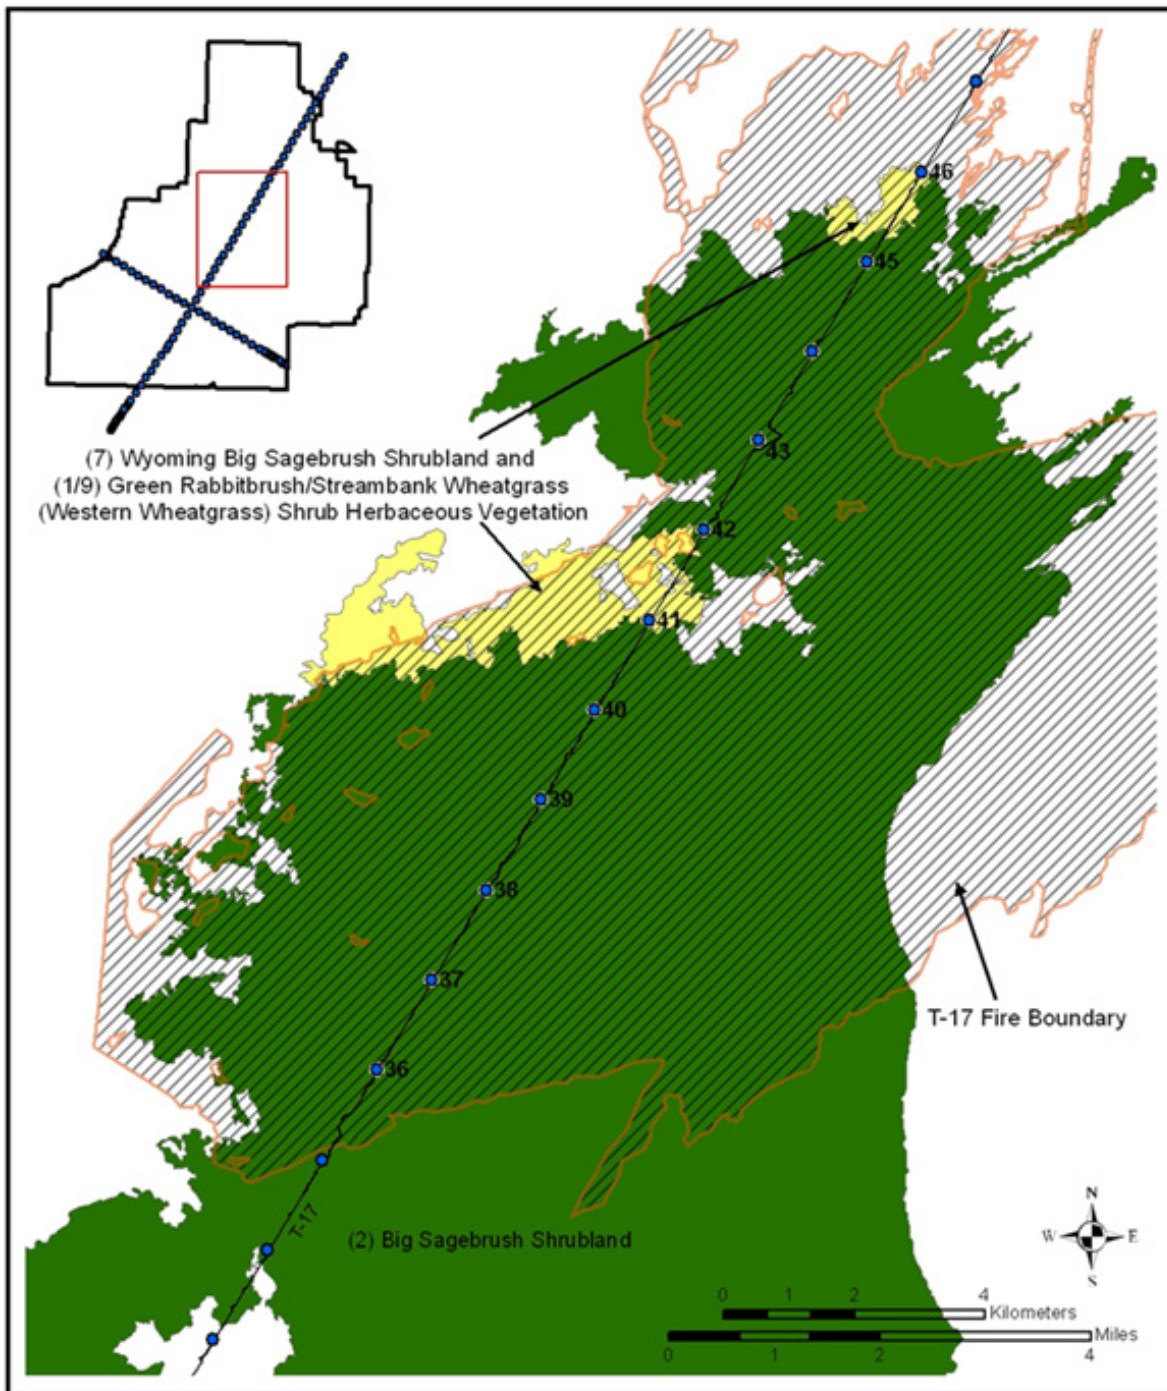 46
45
43
(7) Wyoming Big Sagebrush Shrubland and
(1/9) Green Rabbitbrush/Streambank Wheatgrass
(Western Wheatgrass) Shrub Herbaceous Vegetation
42
41
40
39
38
37
T-17 Fire Boundary
36
T-17
(2) Big Sagebrush Shrubland
N
W E
S
0 1 2 4
Kilometers
Miles
0 1 2 4